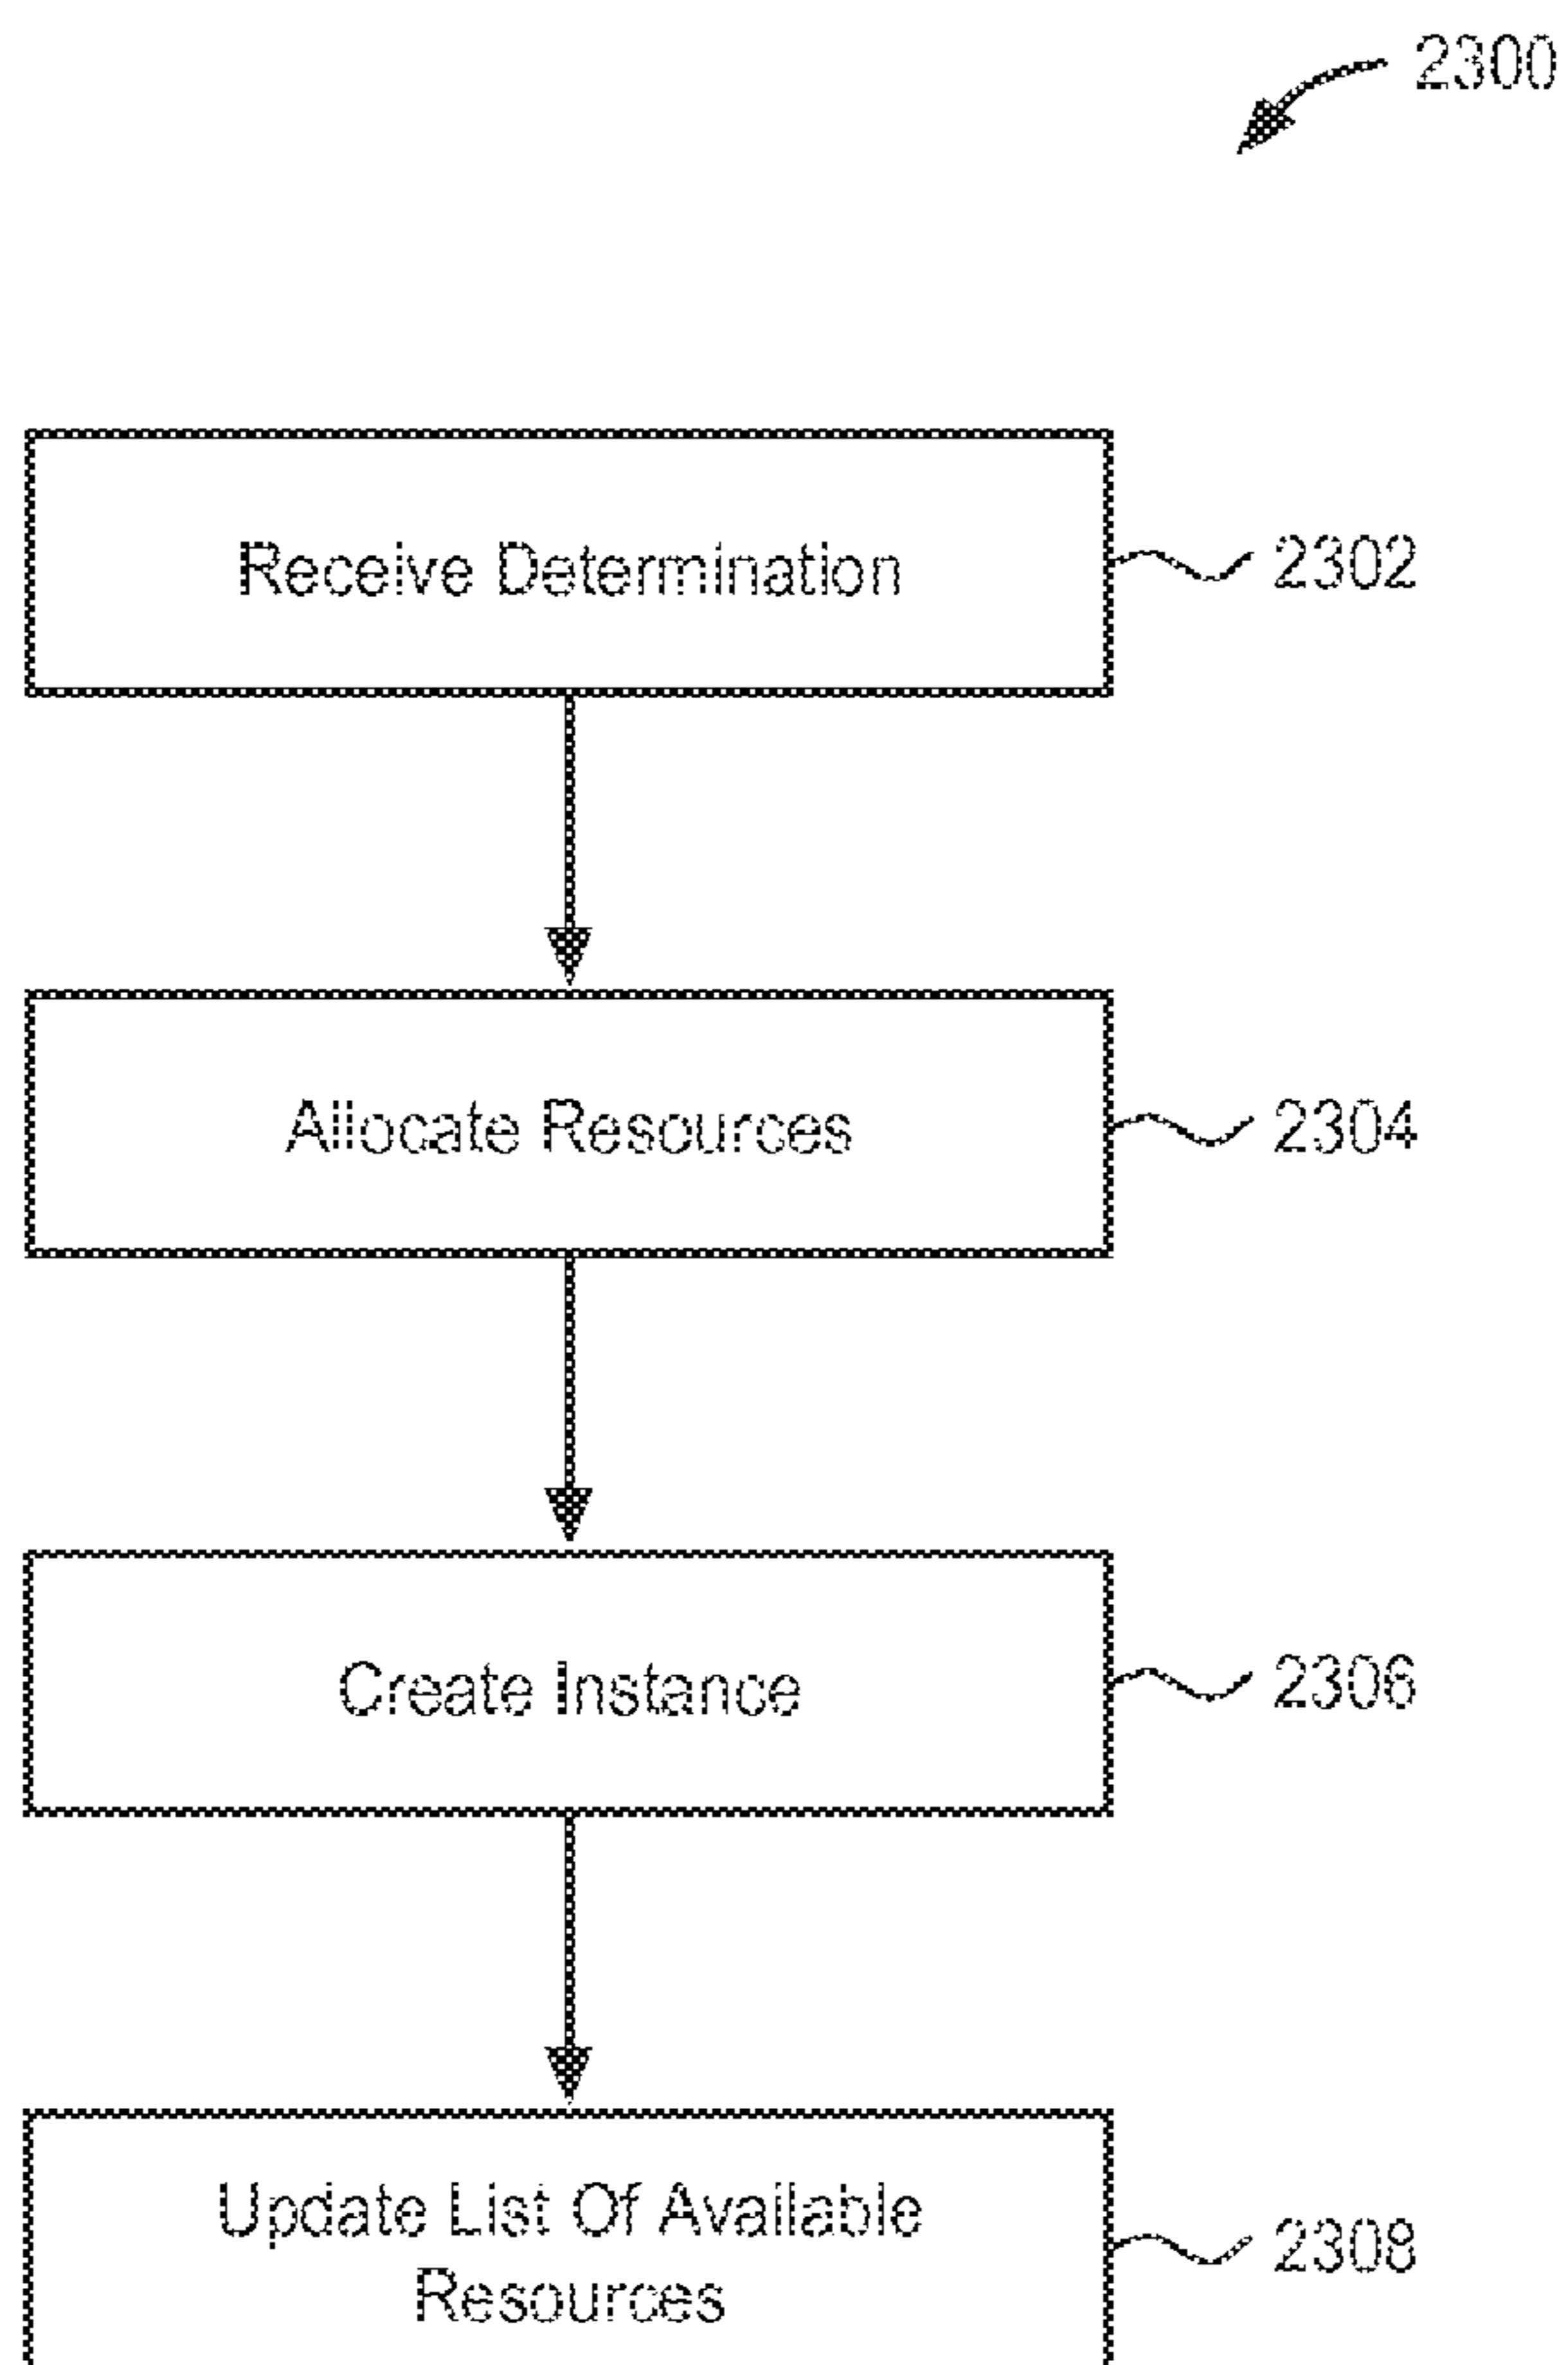 2300
Receive Determination
2302
Allocate Resources
2304
Create Instance
2306
Update List Of Available
Resources
2308